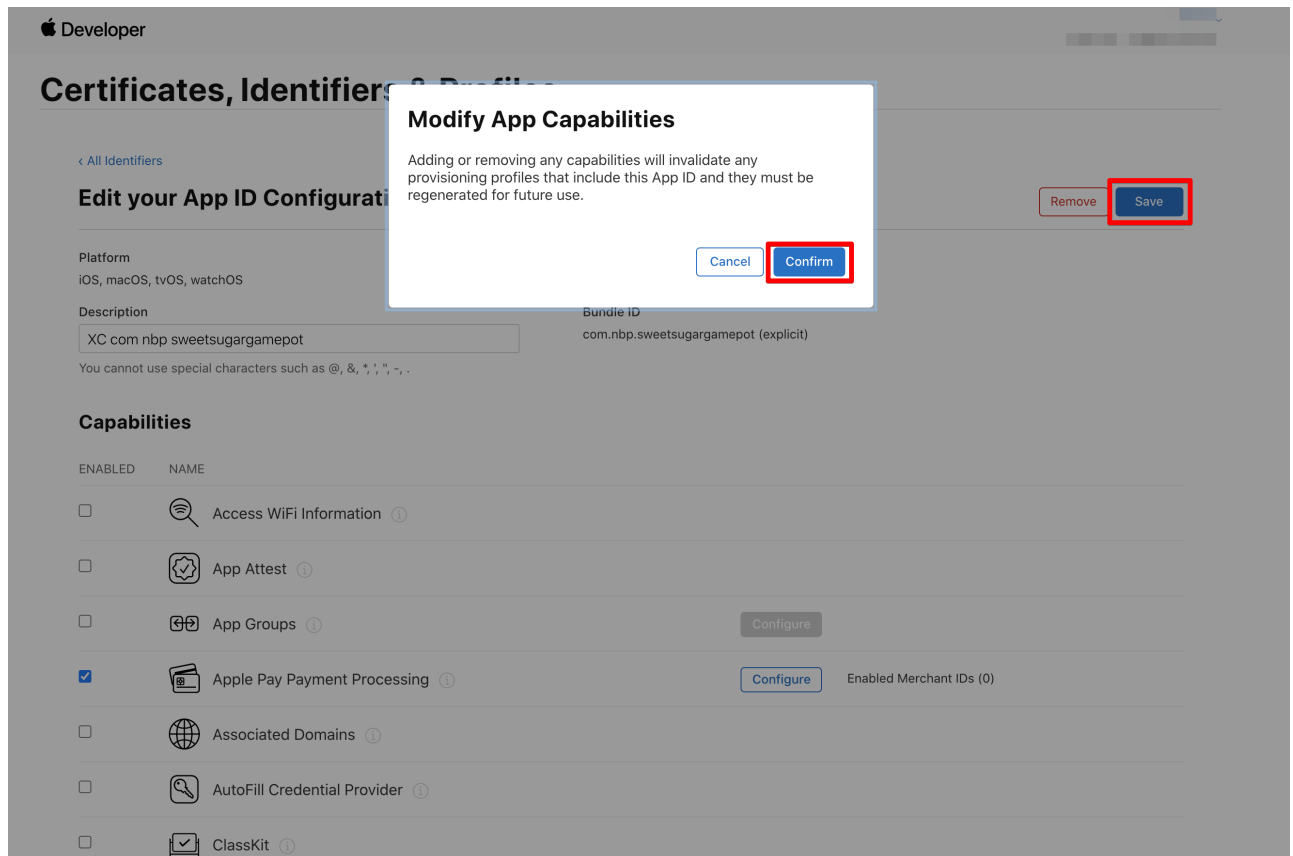 Developer
Certificates, Identifiers
Modify App Capabilities
Adding or removing any capabilities will invalidate any
provisioning profiles that include this App ID and they must be
regenerated for future use.
Cancel
Confirm
‹ All Identifiers
Edit your App ID Configurati
Remove
Save
Platform
iOS, macOS, tvOS, watchOS
Description
Bundle ID
XC com nbp sweetsugargamepot
com.nbp.sweetsugargamepot (explicit)
You cannot use special characters such as @, &, *, ', ", -, .
Capabilities
ENABLED NAME
Access WiFi Information
App Attest
App Groups Configure
Apple Pay Payment Processing Configure Enabled Merchant IDs (0)
Associated Domains
AutoFill Credential Provider
ClassKit